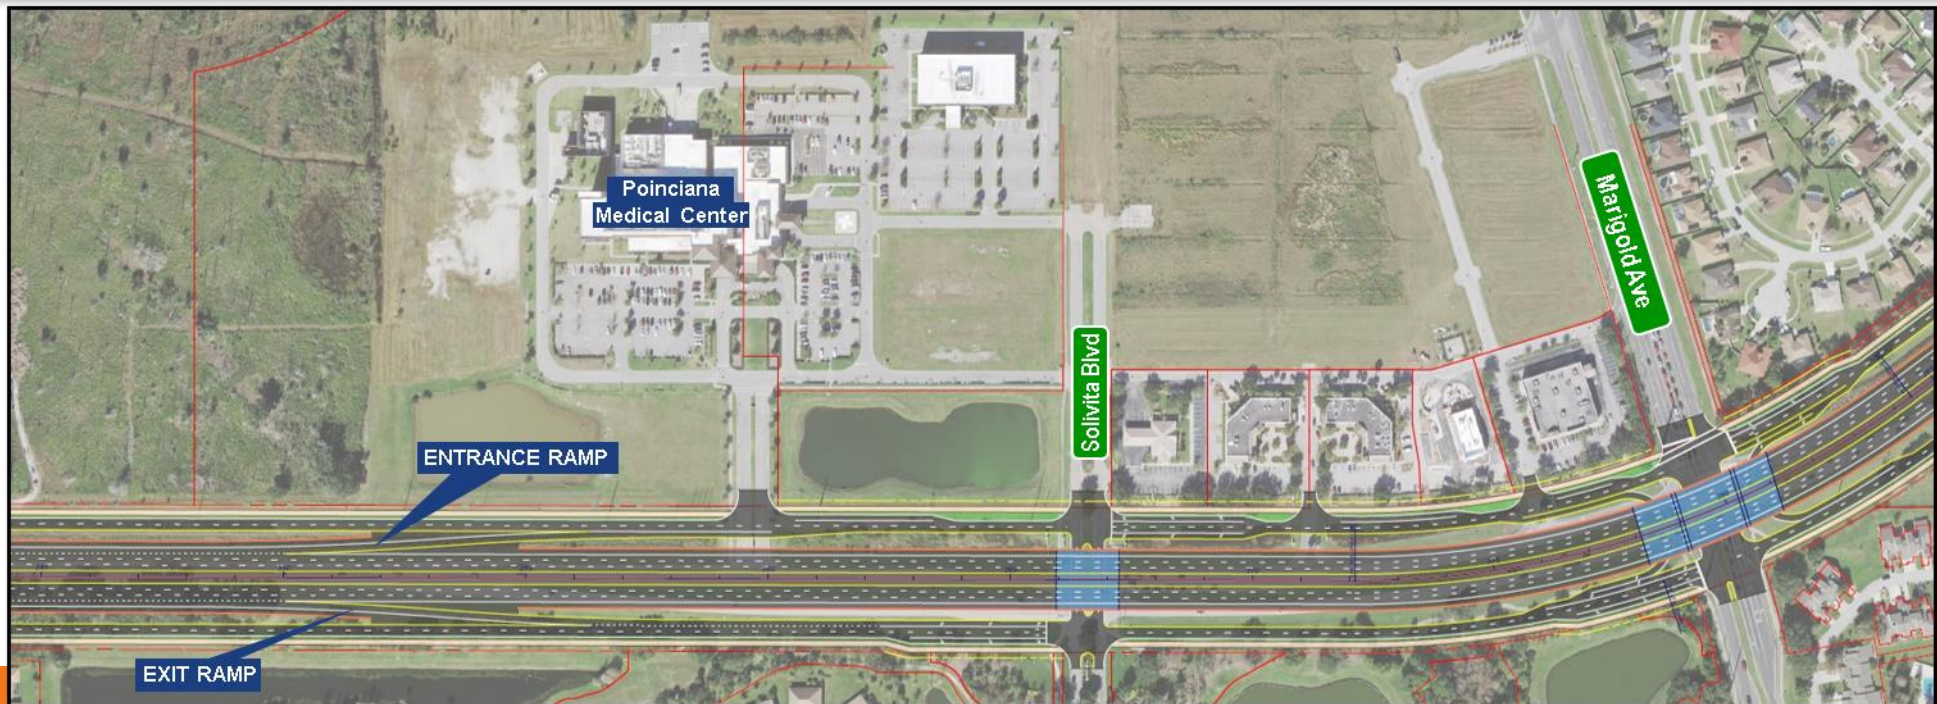 Poinciana
Medical Center
Marigold Ave
Solivita Blvd
ENTRANCE RAMP
EXIT RAMP